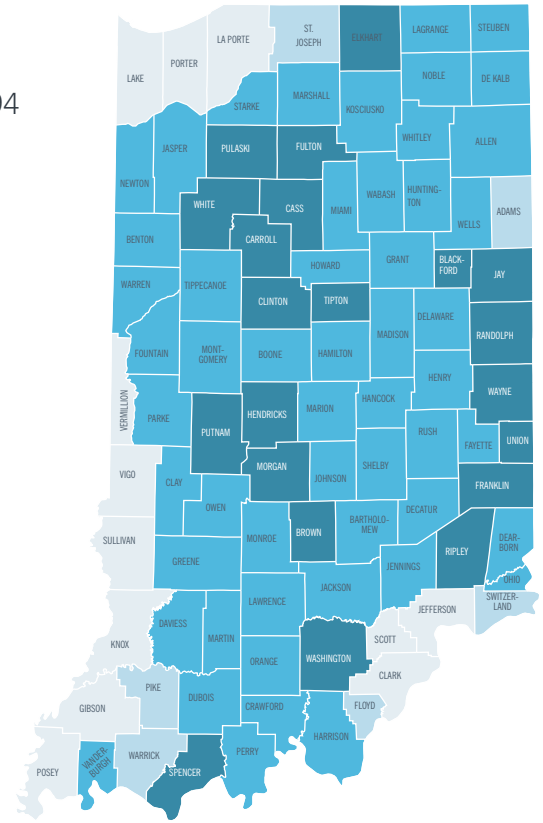 04
LA PORTE
ST.
JOSEPH
ELKHART
LAGRANGE
STEUBEN
LAKE
PORTER
NOBLE
DE KALB
STARKE
MARSHALL
KOSCIUSKO
WHITLEY
ALLEN
NEWTON
JASPER
PULASKI
FULTON
WHITE
CASS
MIAMI
WABASH
HUNTING-
TON
WELLS
ADAMS
BENTON
CARROLL
HOWARD
GRANT
BLACK-
FORD
JAY
WARREN
TIPPECANOE
CLINTON
TIPTON
MADISON
DELAWARE
RANDOLPH
FOUNTAIN
MONT-
GOMERY
BOONE
HAMILTON
HENRY
WAYNE
VERMILLION
PARKE
PUTNAM
HENDRICKS
MARION
HANCOCK
RUSH
FAYETTE
UNION
VIGO
CLAY
MORGAN
JOHNSON
SHELBY
FRANKLIN
OWEN
SULLIVAN
MONROE
BROWN
BARTHOLO-
MEW
DECATUR
RIPLEY
DEAR-
BORN
GREENE
JENNINGS
OHIO
LAWRENCE
JACKSON
SWITZER-
LAND
JEFFERSON
KNOX
DAVIESS
MARTIN
ORANGE
WASHINGTON
SCOTT
CLARK
GIBSON
PIKE
DUBOIS
CRAWFORD
FLOYD
HARRISON
POSEY
VANDER-
BURGH
WARRICK
SPENCER
PERRY